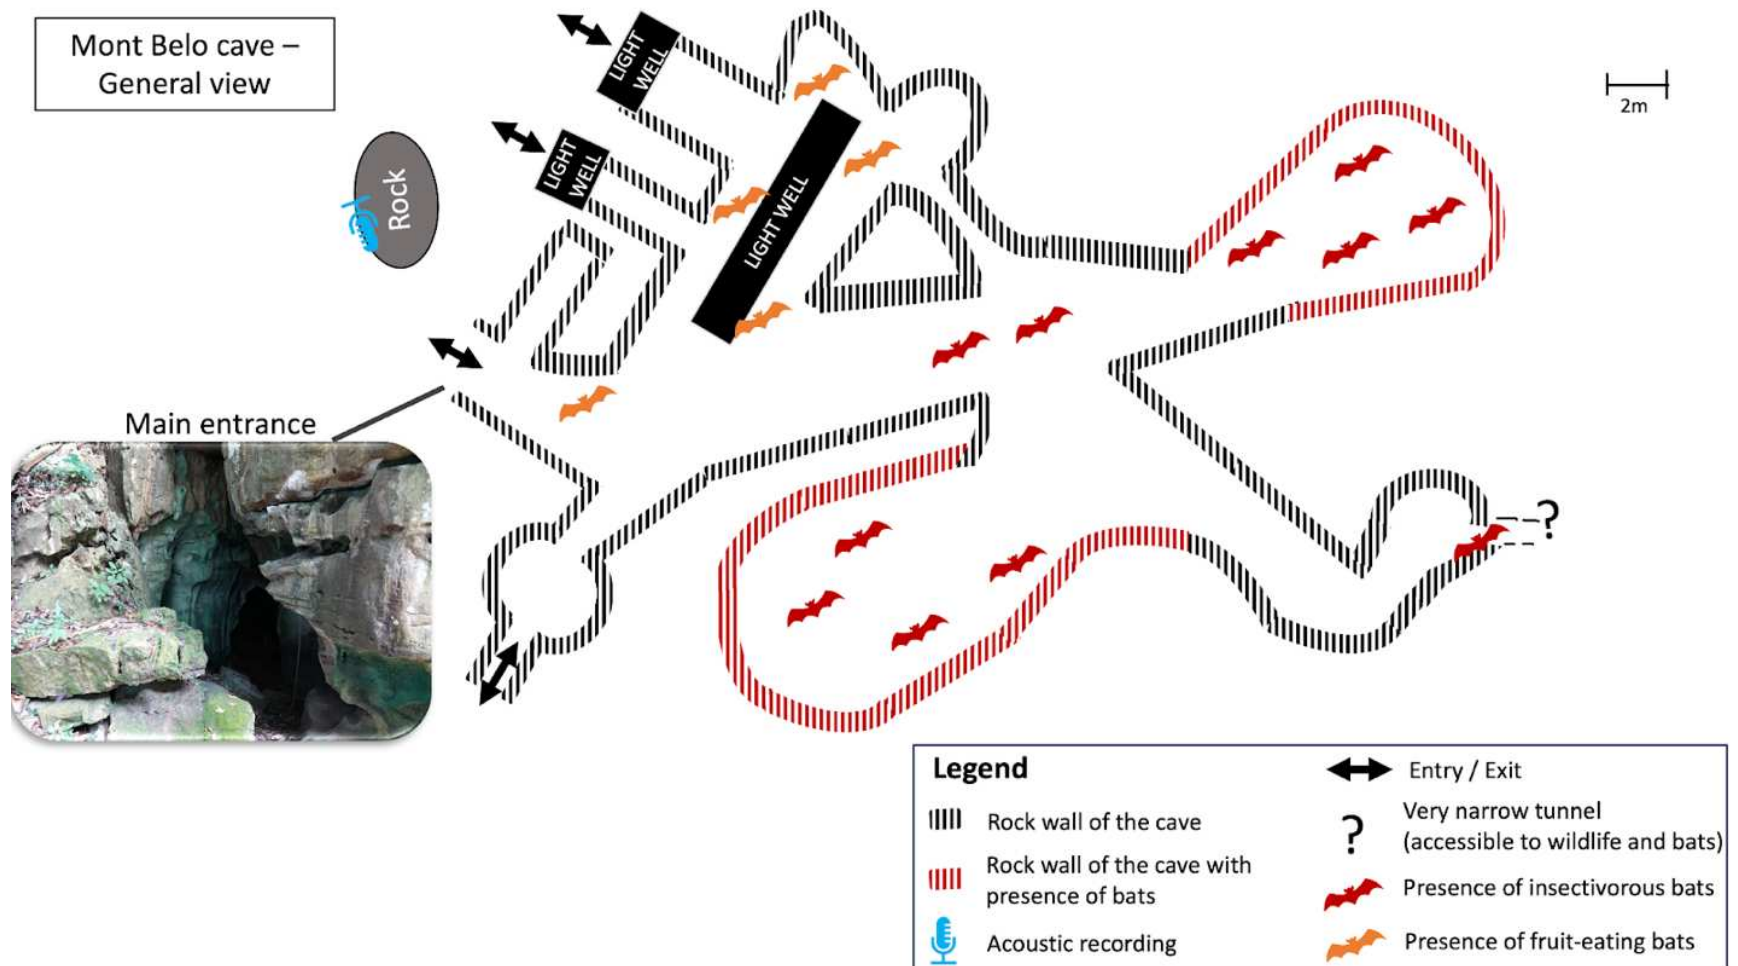 Mont Belo cave –
General view
LIGHT
WELL
LIGHT
WELL
LIGHT WELL
Rock
2m
Main entrance
?
Legend
Rock wall of the cave
Rock wall of the cave with
presence of bats
Acoustic recording
Entry / Exit
?
Very narrow tunnel
(accessible to wildlife and bats)
Presence of insectivorous bats
Presence of fruit-eating bats